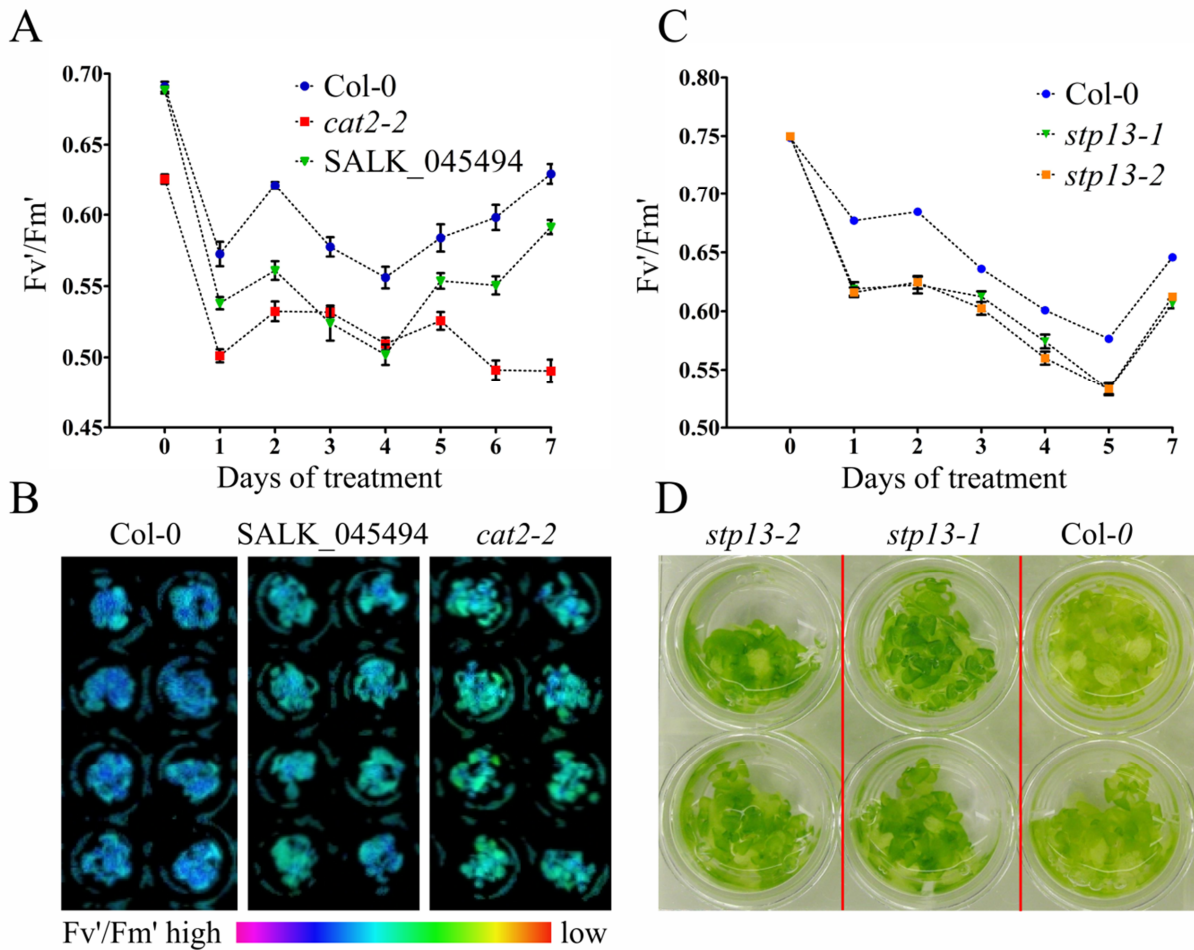 A
Fv'/Fm'
0.70
0.65
0.60
0.55
0.50
0.45
Col-0
cat2-2
SALK_045494
0 1 2 3 4 5 6 7
Days of treatment
C
Fv'/Fm'
0.80
0.75
0.70
0.65
0.60
0.55
0.50
Col-0
stp13-1
stp13-2
0 1 2 3 4 5 7
Days of treatment
B
Col-0 SALK_045494 cat2-2
Fv'/Fm' high low
D
stp13-2 stp13-1 Col-0